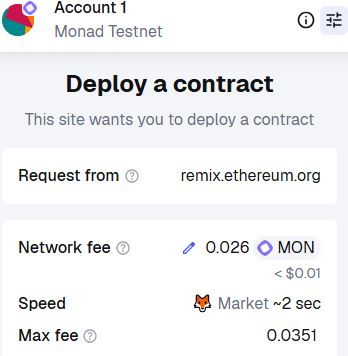 Account 1
Monad Testnet
Deploy a contract
This site wants you to deploy a contract
Request from remix.ethereum.org
Network fee 0.026 MON
< $0.01
Speed Market ~2 sec
Max fee 0.0351